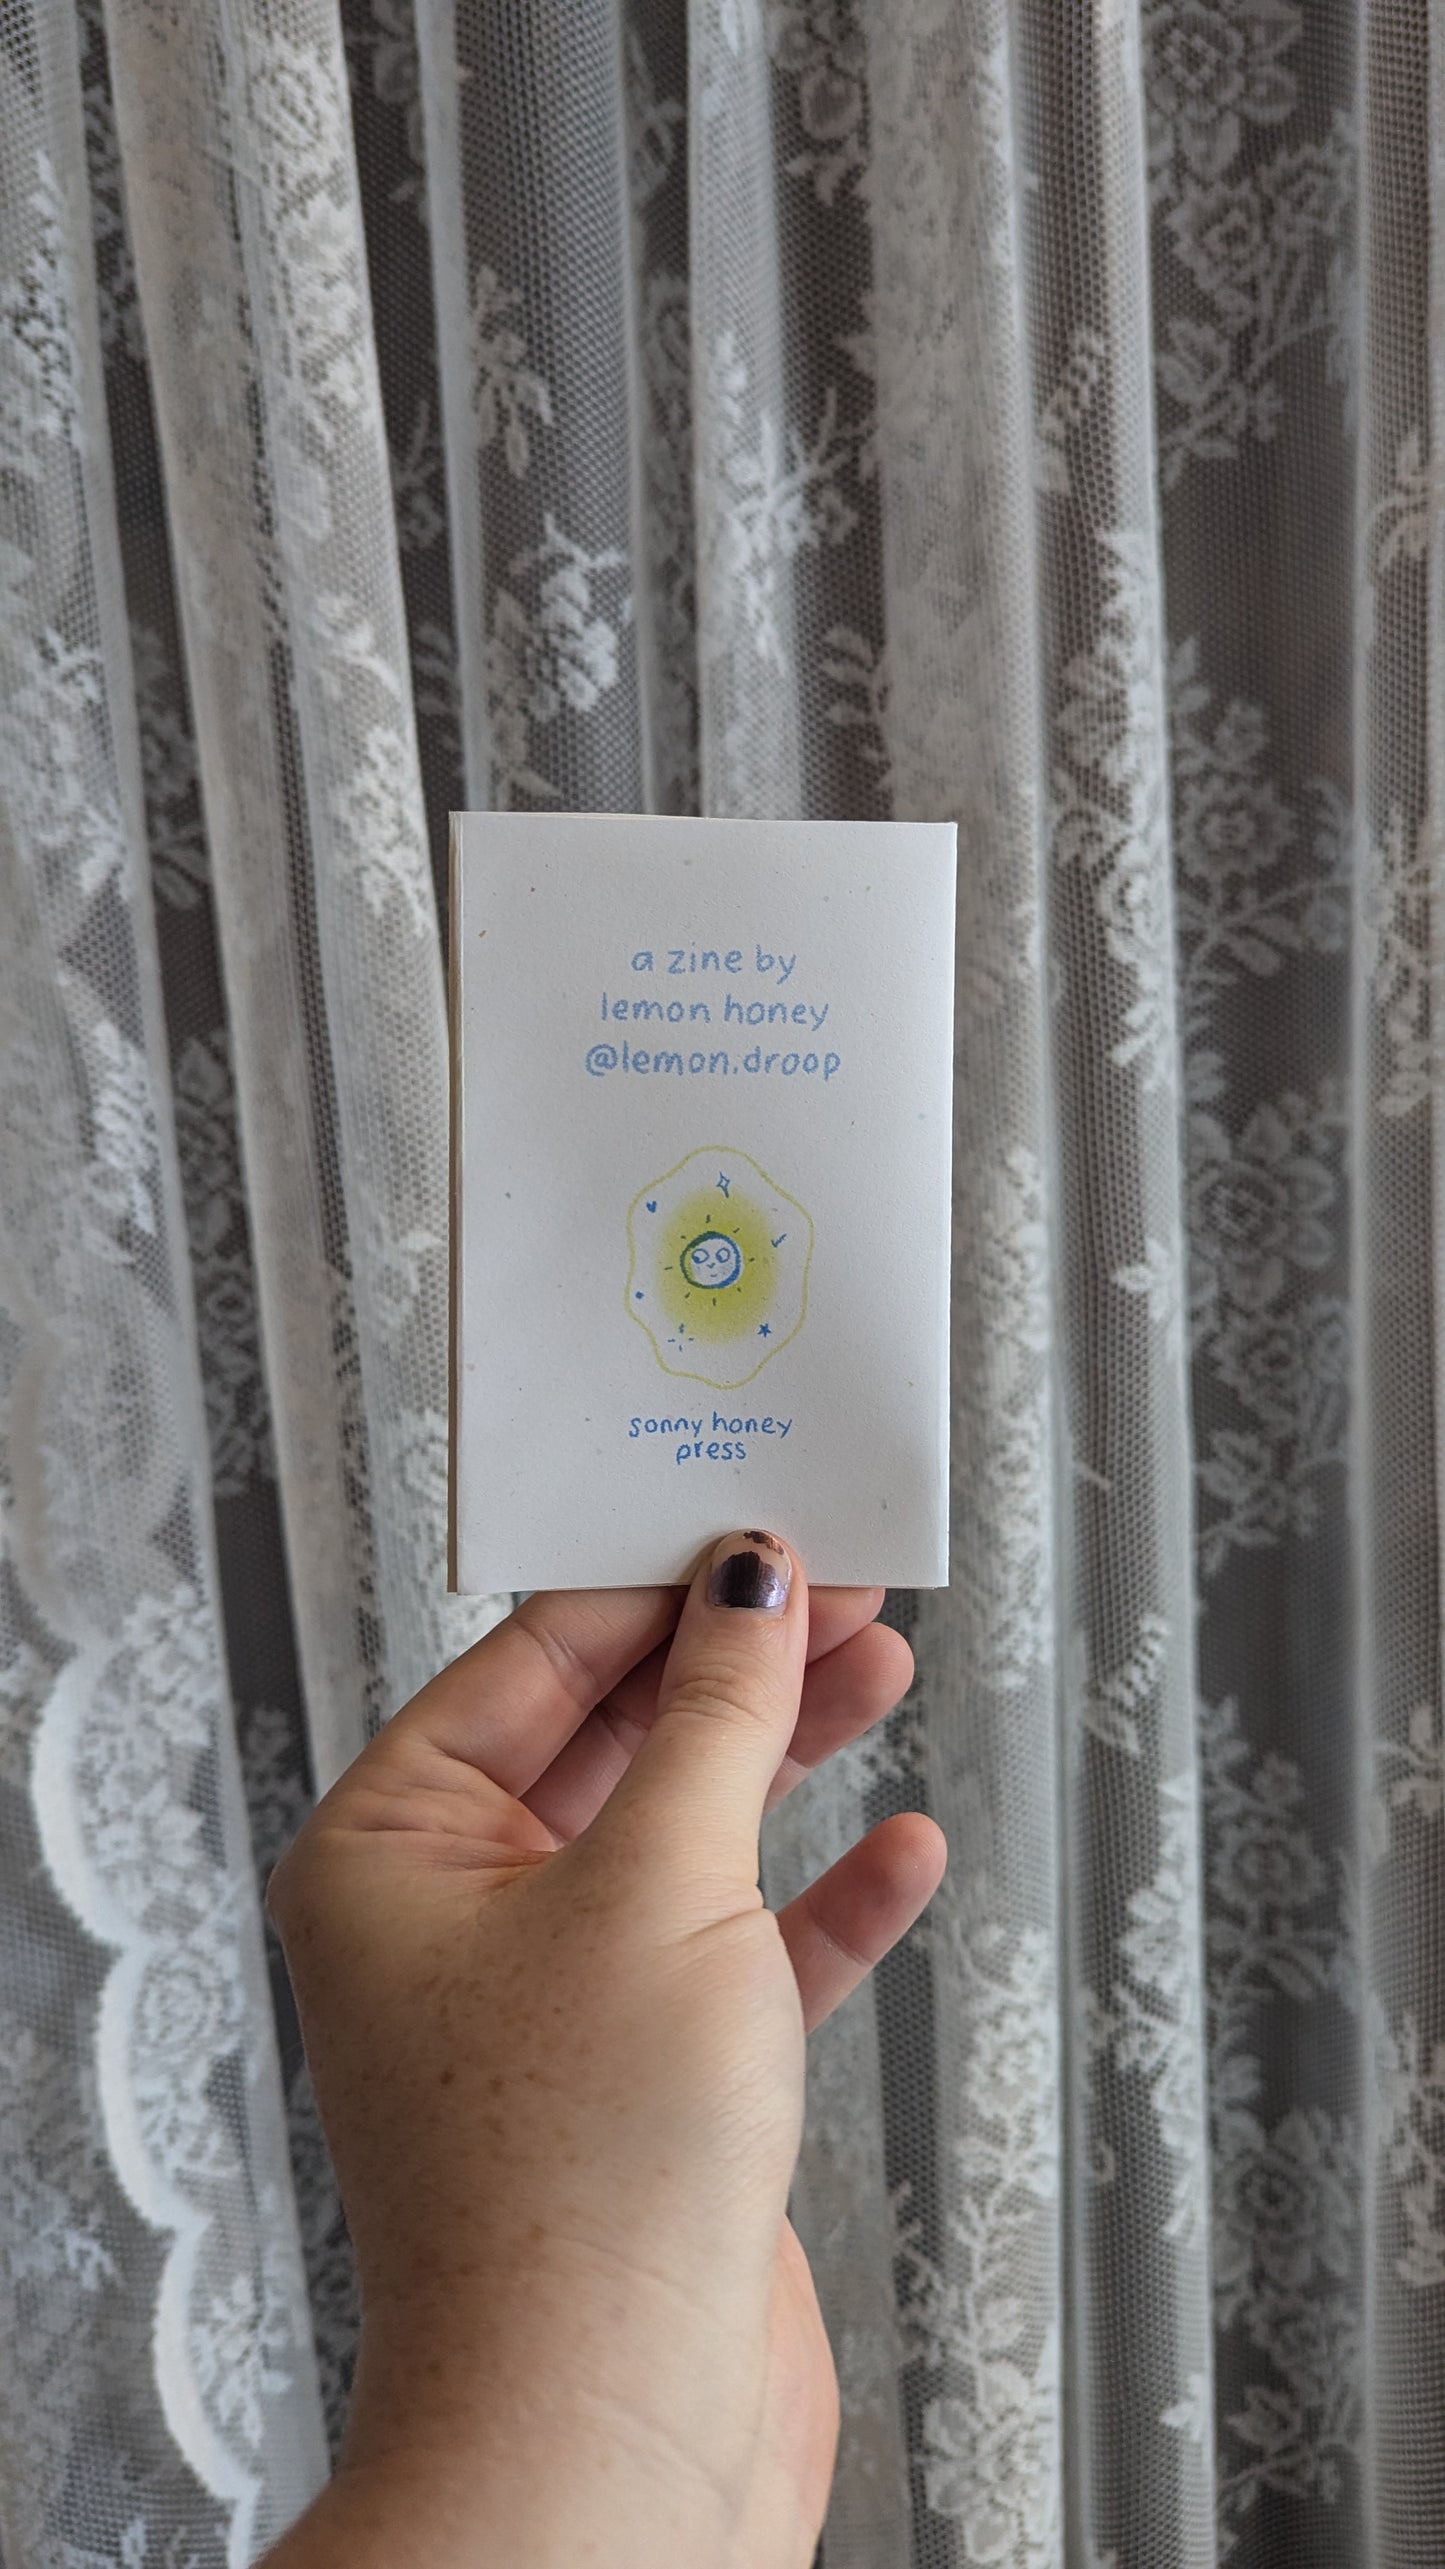 a zine by
lemon honey
@lemon.droop
sonny honey
press